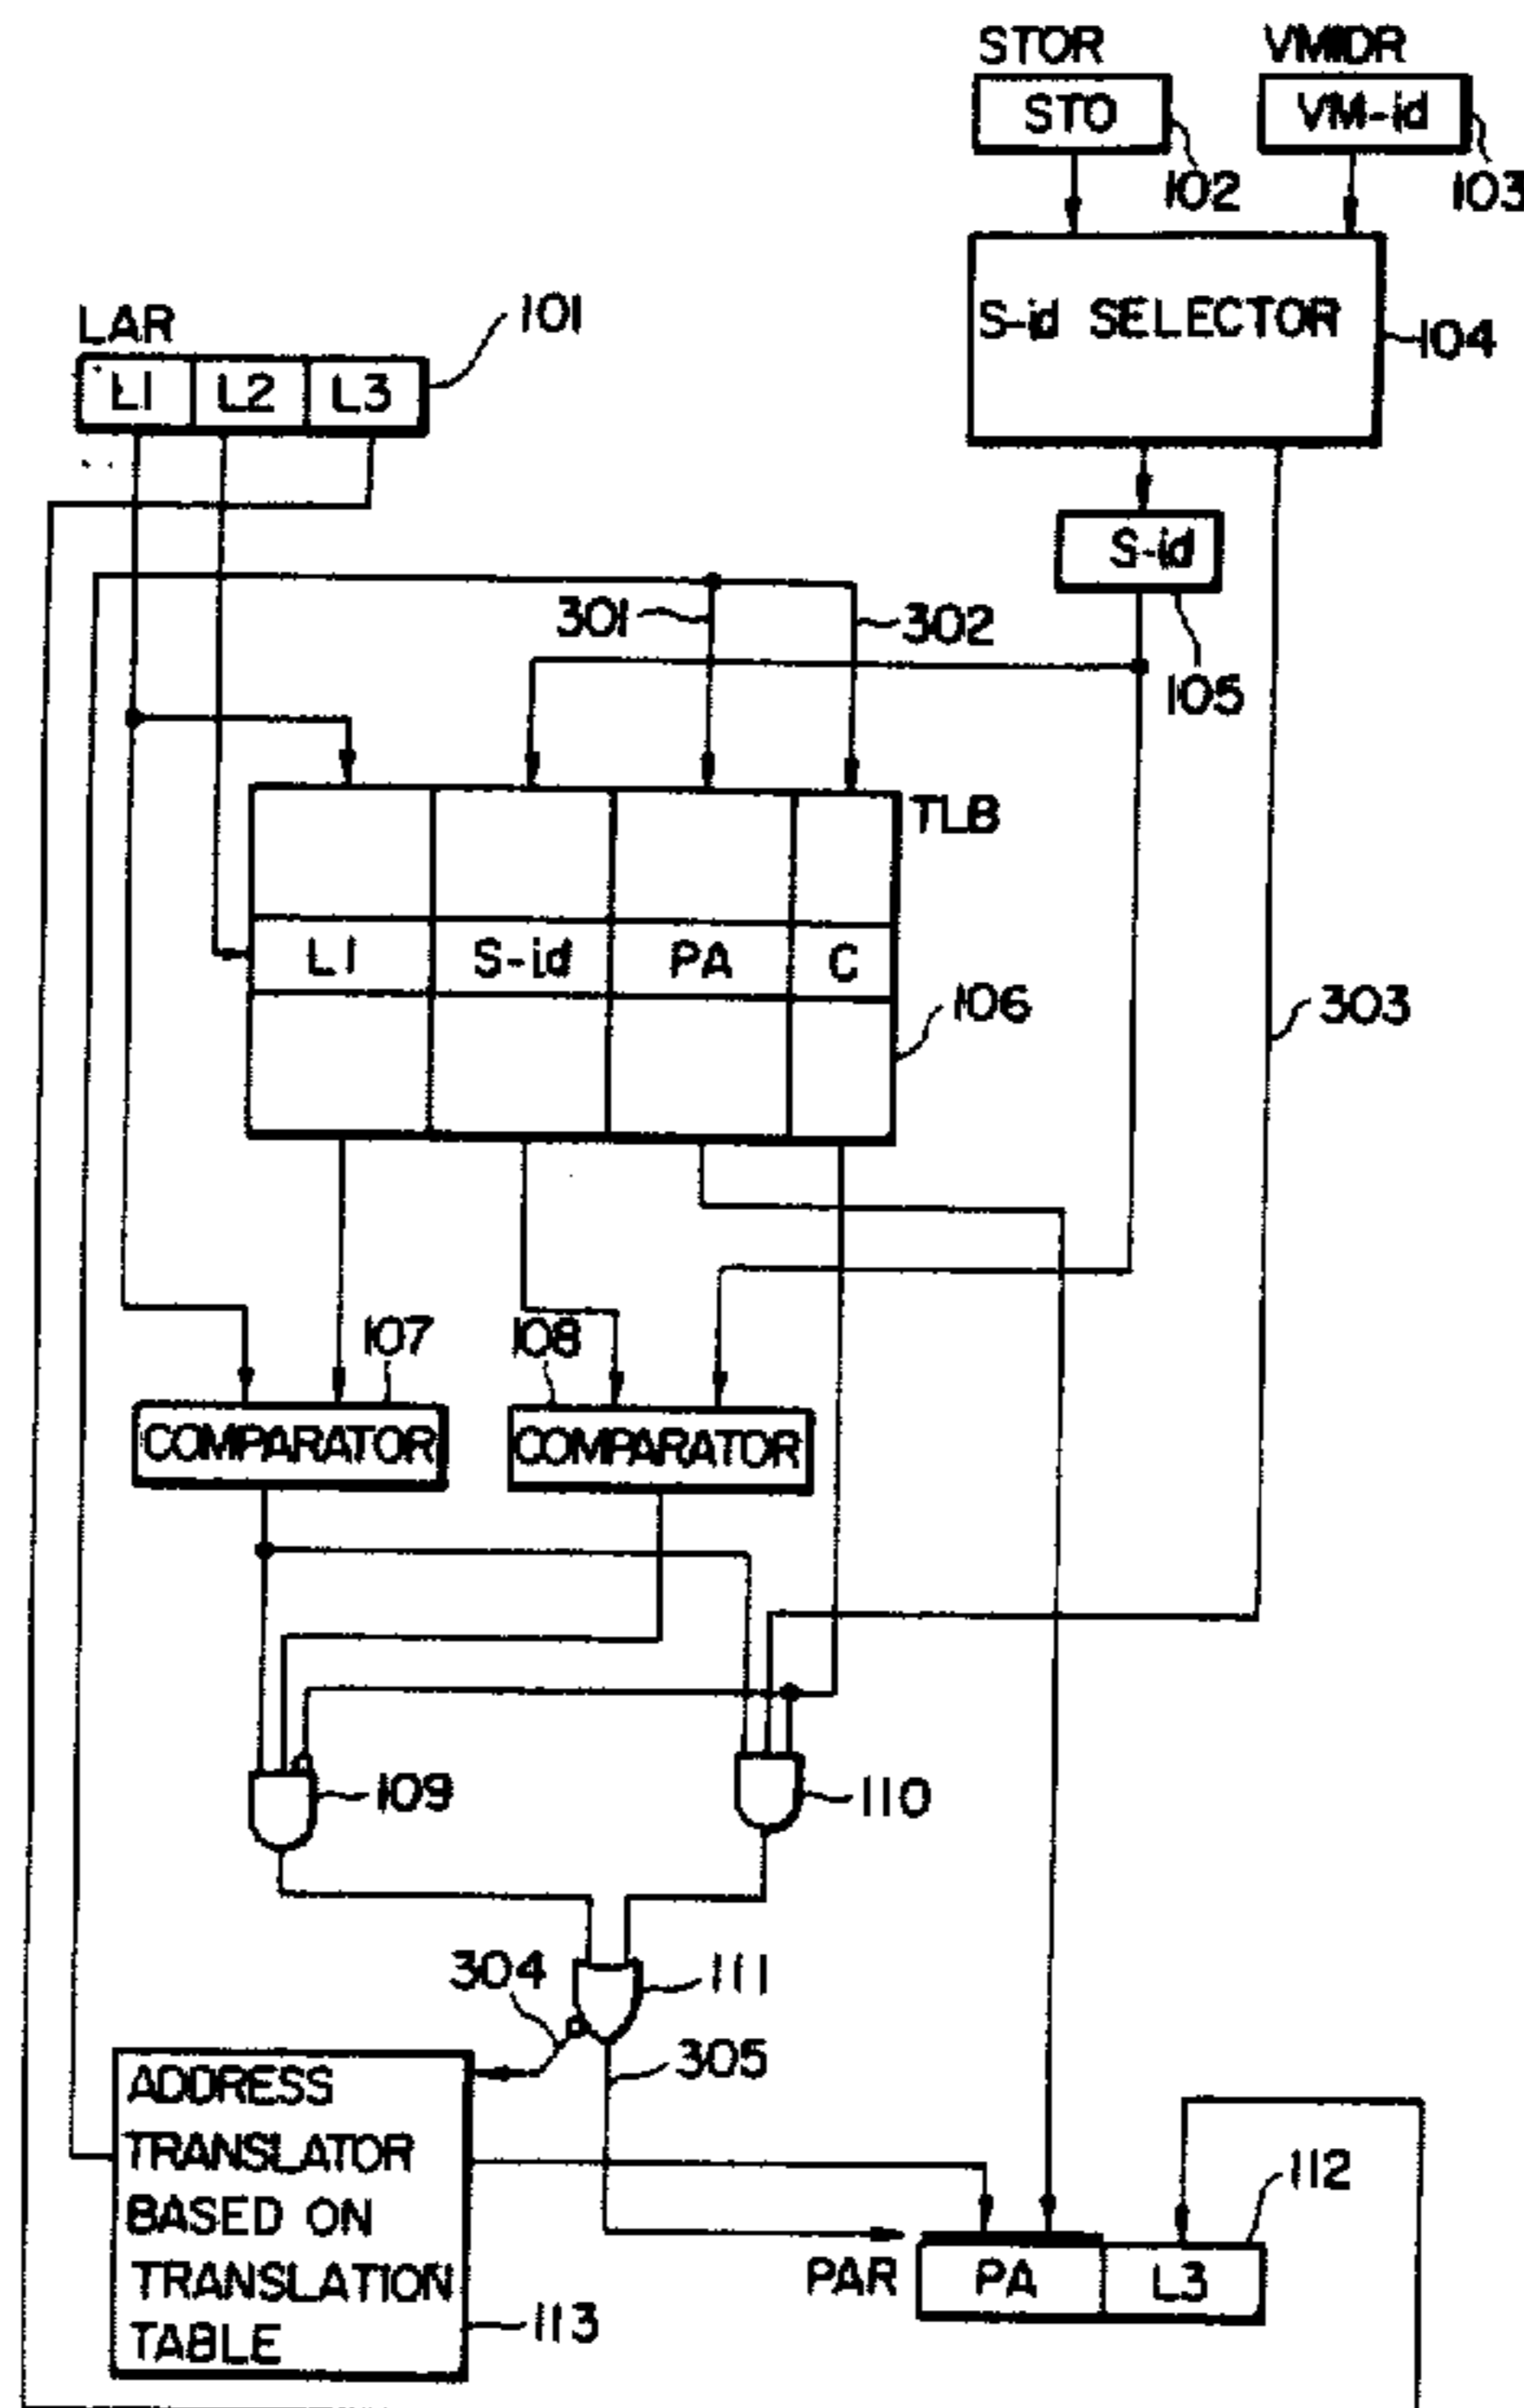 STOR VMIDR
STO VM-id
102 103
S-id SELECTOR
104
LAR 101
L1 L2 L3
S-id
301 302
105
TLB
L1 S-id PA C
106 303
107 108
COMPARATOR COMPARATOR
109 110
304 111
305
ADDRESS
TRANSLATOR
BASED ON
TRANSLATION
TABLE
113
112
PAR PA L3